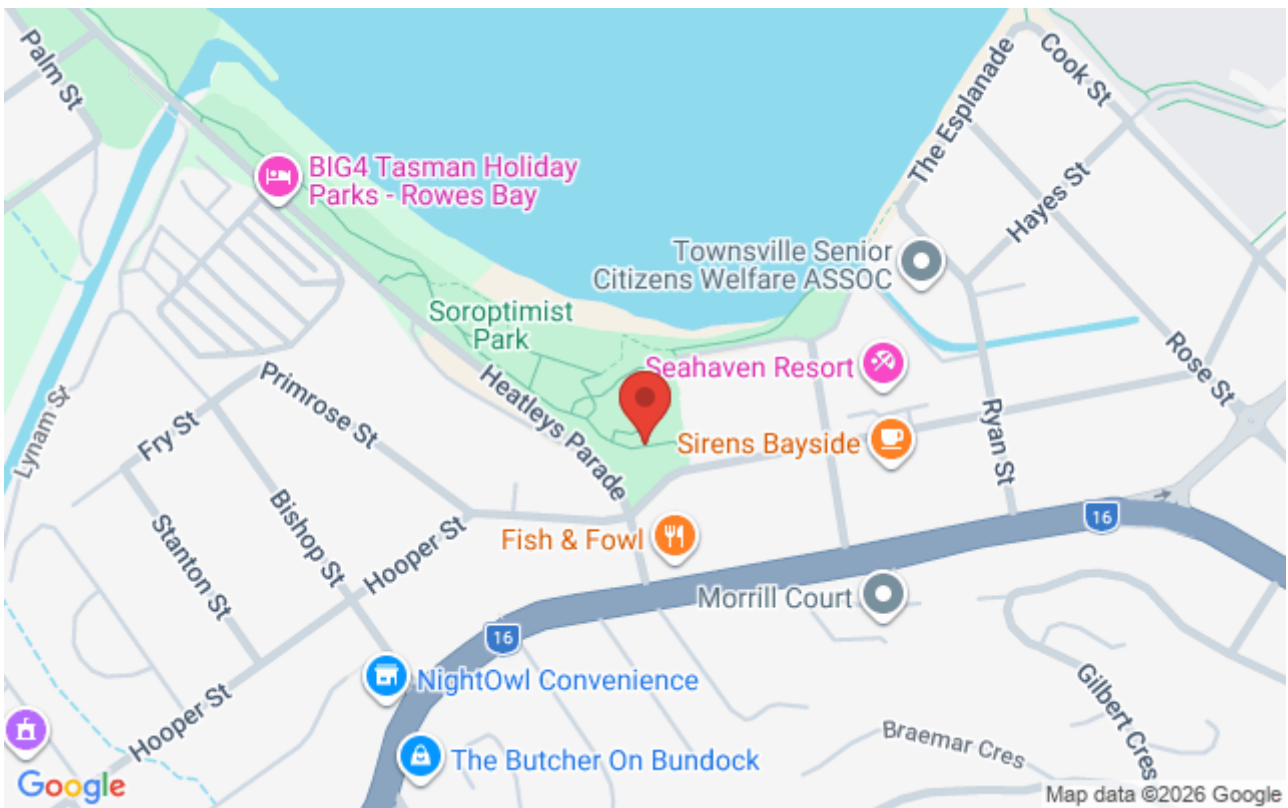 Palm St
Cook St
The Esplanade
BIG4 Tasman Holiday
Parks - Rowes Bay
Hayes St
Townsville Senior
Citizens Welfare ASSOC
Soroptimist
Park
Seahaven Resort
Rose St
Primrose St
Heatleys Parade
Lynam St
Fry St
Ryan St
Sirens Bayside
Bishop St
Stanton St
Hooper St
Fish & Fowl
16
Morrill Court
16
NightOwl Convenience
Hooper St
Gilbert Cres
Braemar Cres
The Butcher On Bundock
Google
Map data ©2026 Google